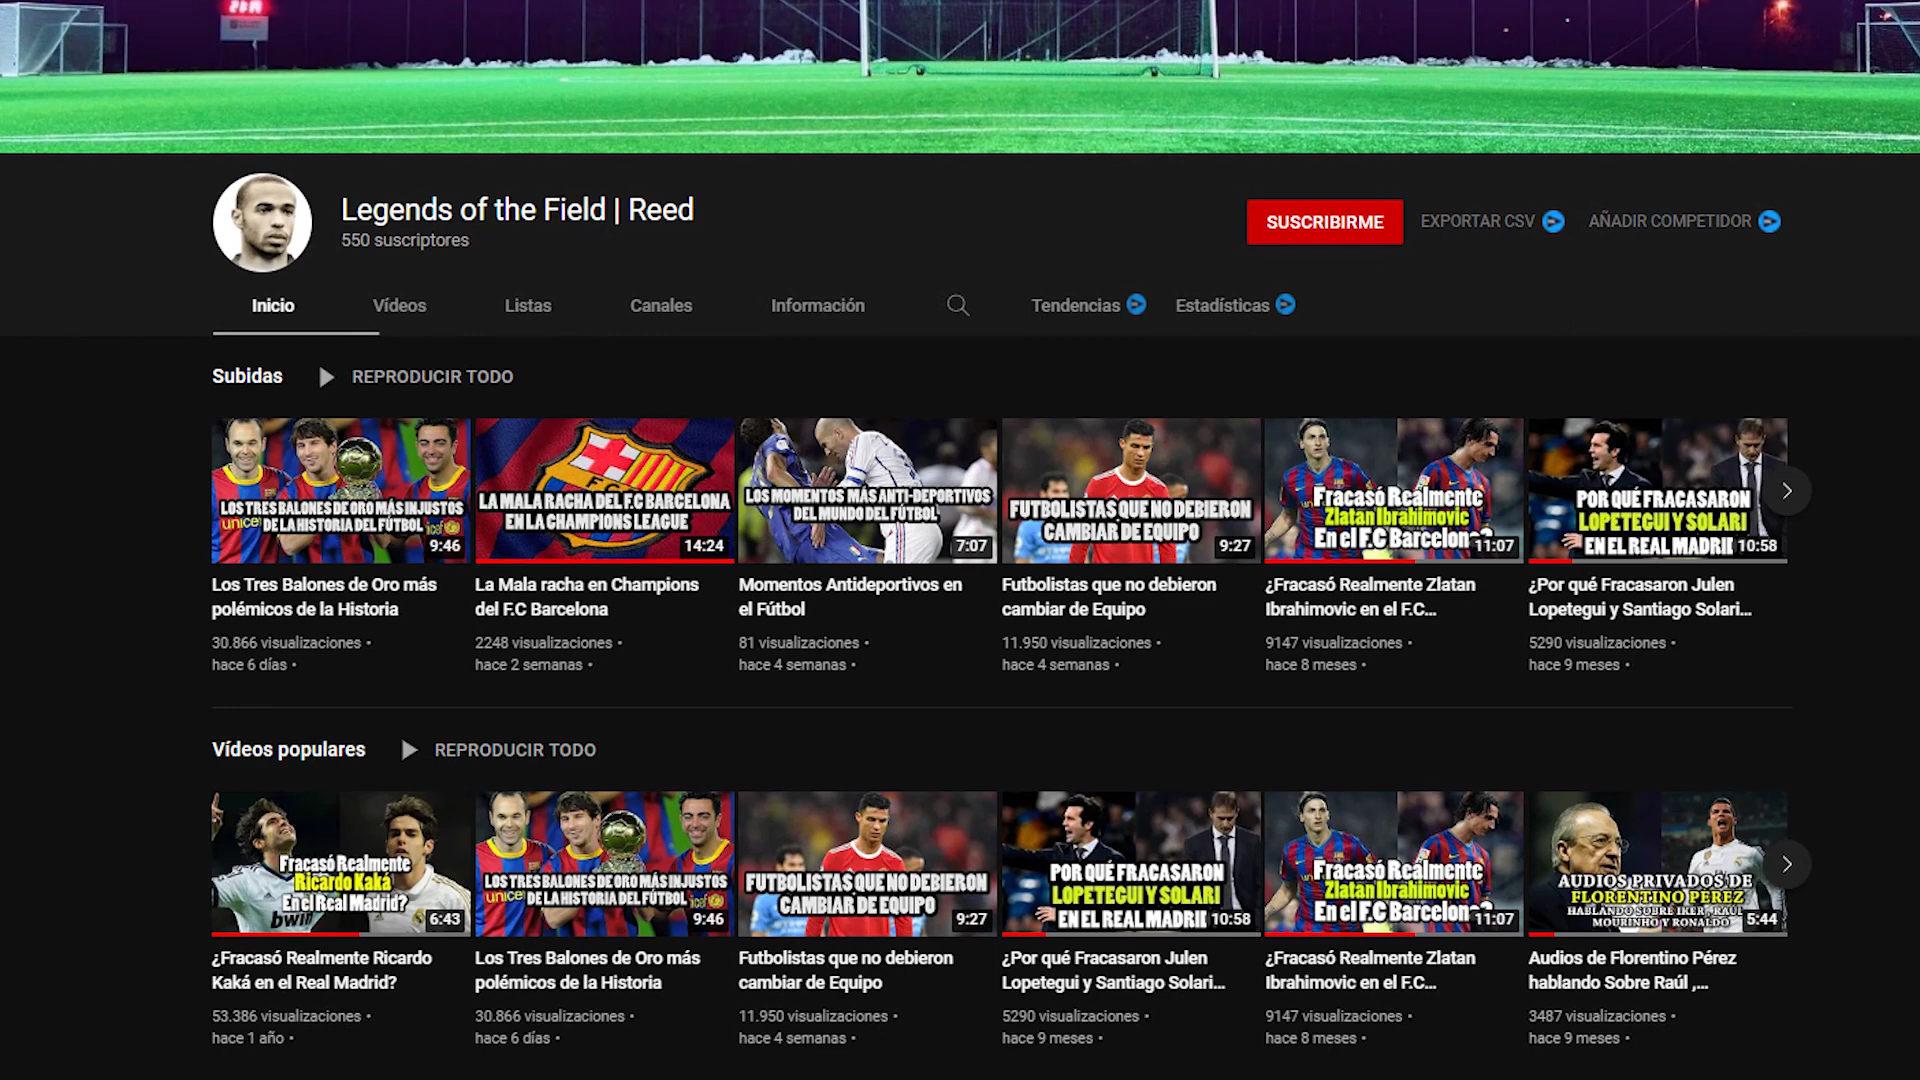 Legends of the Field | Reed
550 suscriptores
SUSCRIBIRME
EXPORTAR CSV
AÑADIR COMPETIDOR
Inicio
Vídeos
Listas
Canales
Información
Tendencias
Estadísticas
Subidas
REPRODUCIR TODO
LOS TRES BALONES DE ORO MÁS INJUSTOS
DE LA HISTORIA DEL FÚTBOL
unicef
9:46
LA MALA RACHA DEL F.C BARCELONA
EN LA CHAMPIONS LEAGUE
14:24
LOS MOMENTOS MÁS ANTI-DEPORTIVOS
DEL MUNDO DEL FÚTBOL
7:07
FUTBOLISTAS QUE NO DEBIERON
CAMBIAR DE EQUIPO
9:27
Fracasó Realmente
Zlatan Ibrahimovic
En el F.C Barcelona?
11:07
POR QUÉ FRACASARON
LOPETEGUI Y SOLARI
EN EL REAL MADRI
10:58
Los Tres Balones de Oro más
polémicos de la Historia
30.866 visualizaciones •
hace 6 días •
La Mala racha en Champions
del F.C Barcelona
2248 visualizaciones •
hace 2 semanas •
Momentos Antideportivos en
el Fútbol
81 visualizaciones •
hace 4 semanas •
Futbolistas que no debieron
cambiar de Equipo
11.950 visualizaciones •
hace 4 semanas •
¿Fracasó Realmente Zlatan
Ibrahimovic en el F.C...
9147 visualizaciones •
hace 8 meses •
¿Por qué Fracasaron Julen
Lopetegui y Santiago Solari...
5290 visualizaciones •
hace 9 meses •
Vídeos populares
REPRODUCIR TODO
Fracasó Realmente
Ricardo Kaká
En el Real Madrid?
bwin
6:43
LOS TRES BALONES DE ORO MÁS INJUSTOS
DE LA HISTORIA DEL FÚTBOL
unicef
9:46
FUTBOLISTAS QUE NO DEBIERON
CAMBIAR DE EQUIPO
9:27
POR QUÉ FRACASARON
LOPETEGUI Y SOLARI
EN EL REAL MADRI
10:58
Fracasó Realmente
Zlatan Ibrahimovic
En el F.C Barcelona?
11:07
AUDIOS PRIVADOS DE
FLORENTINO PEREZ
HABLANDO SOBRE IKER, RAUL
MOURINHO Y RONALDO
5:44
¿Fracasó Realmente Ricardo
Kaká en el Real Madrid?
53.386 visualizaciones •
hace 1 año •
Los Tres Balones de Oro más
polémicos de la Historia
30.866 visualizaciones •
hace 6 días •
Futbolistas que no debieron
cambiar de Equipo
11.950 visualizaciones •
hace 4 semanas •
¿Por qué Fracasaron Julen
Lopetegui y Santiago Solari...
5290 visualizaciones •
hace 9 meses •
¿Fracasó Realmente Zlatan
Ibrahimovic en el F.C...
9147 visualizaciones •
hace 8 meses •
Audios de Florentino Pérez
hablando Sobre Raúl ,...
3487 visualizaciones •
hace 9 meses •